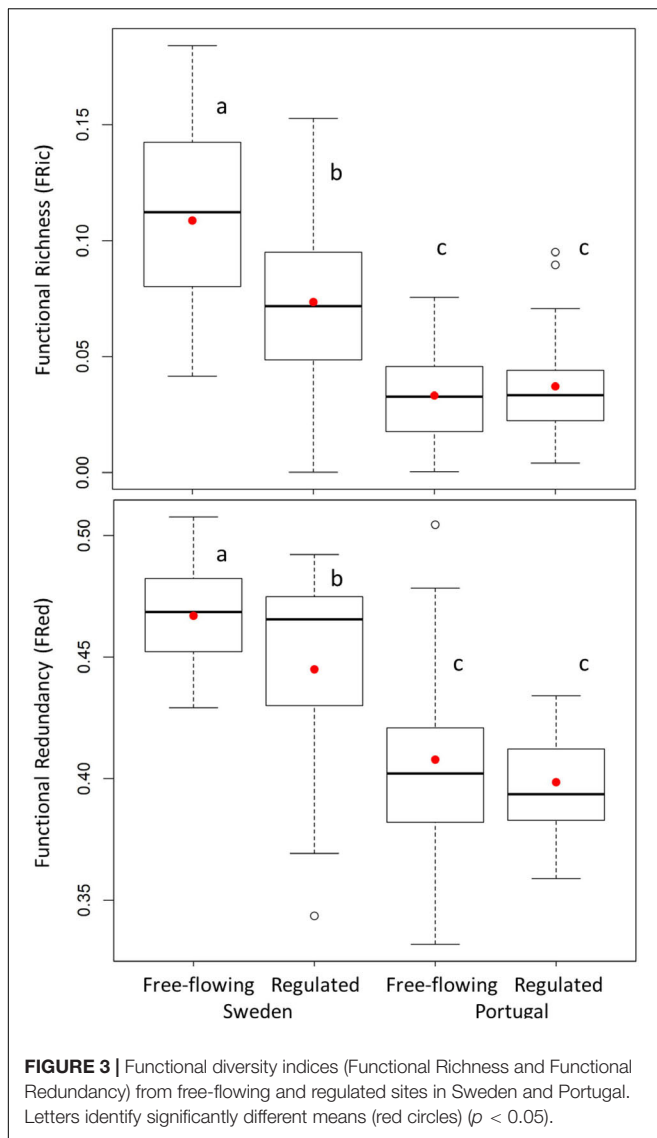 Functional Richness (FRic)
0.15
0.10
0.05
0.00
a
b
c
c
Functional Redundancy (FRed)
0.50
0.45
0.40
0.35
a
b
c
c
Free-flowing Regulated Free-flowing Regulated
Sweden Portugal
FIGURE 3 | Functional diversity indices (Functional Richness and Functional
Redundancy) from free-flowing and regulated sites in Sweden and Portugal.
Letters identify significantly different means (red circles) (p < 0.05).